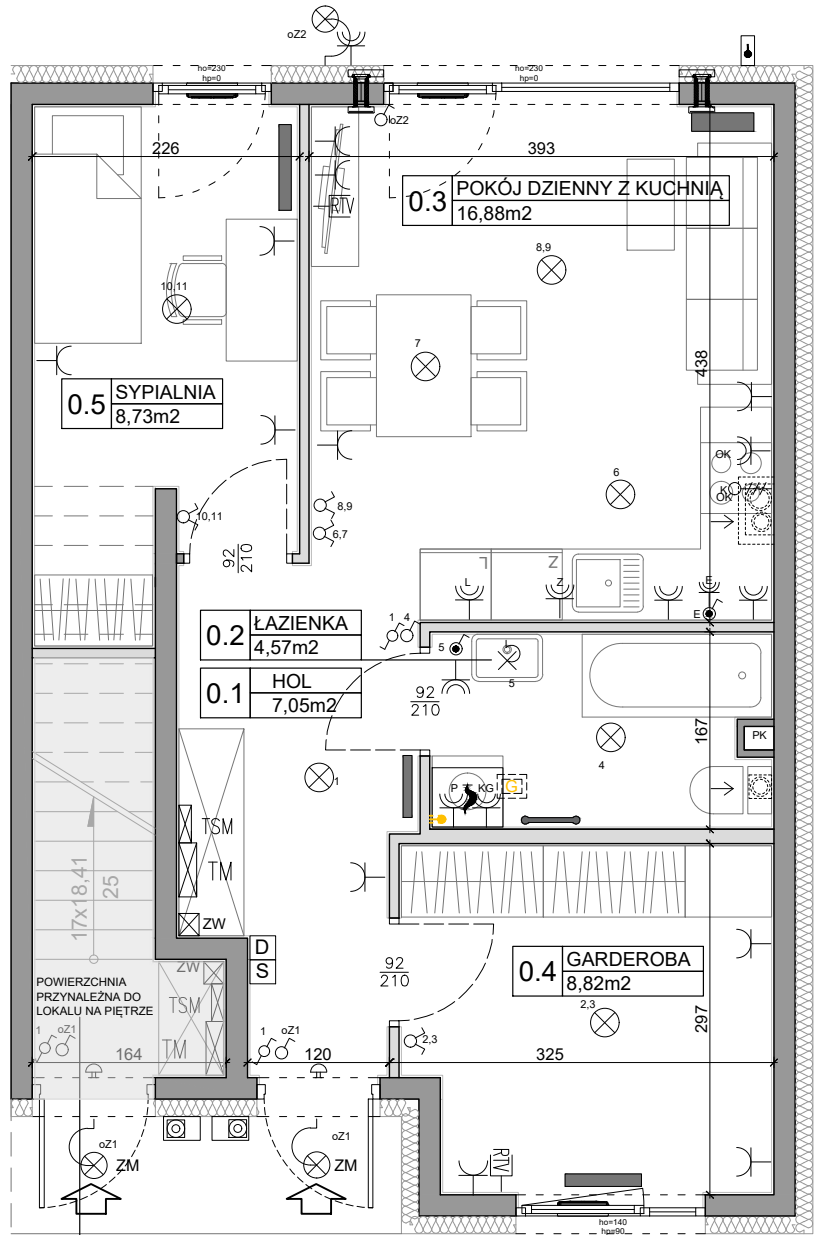 oZ2
ho=230
hp=0
ho=230
hp=0
oZ2
226
393
RTV
0.3
POKÓJ DZIENNY Z KUCHNIĄ
16,88m2
8,9
10,11
7
438
0.5
SYPIALNIA
8,73m2
OK
OK
K
6
10,11
8,9
6,7
92
210
L
Z
L
Z
E
E
1
4
0.2
ŁAZIENKA
4,57m2
5
5
0.1
HOL
7,05m2
92
210
167
PK
4
1
P
KG
G
TSM
TM
ZW
17x18,41
25
D
S
ZW
92
210
0.4
GARDEROBA
8,82m2
POWIERZCHNIA
PRZYNALEŻNA DO
LOKALU NA PIĘTRZE
TSM
TM
2,3
297
1
oZ1
1
oZ1
2,3
164
120
325
oZ1
ZM
oZ1
ZM
RTV
ho=140
hp=90